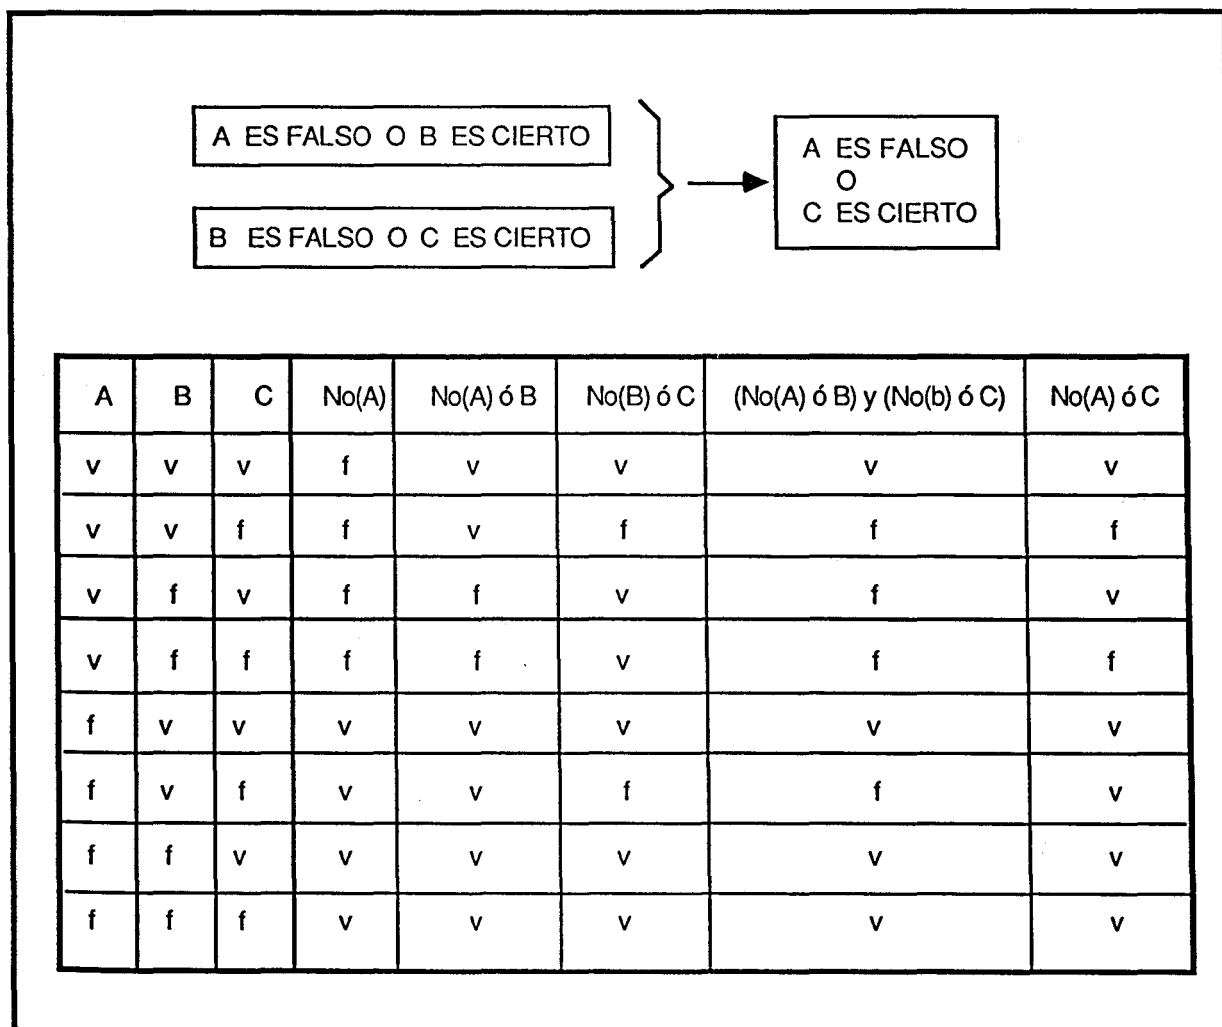 A ES FALSO O B ES CIERTO
B ES FALSO O C ES CIERTO
A ES FALSO
O
C ES CIERTO
A B C No(A) No(A) ó B No(B) ó C (No(A) ó B) y (No(b) ó C) No(A) ó C
v v v f v v v v
v v f f v f f f
v f v f f v f v
v f f f f v f f
f v v v v v v v
f v f v v f f v
f f v v v v v v
f f f v v v v v